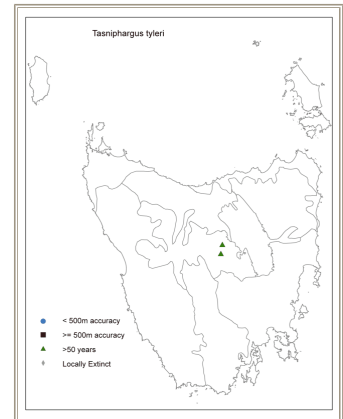 Tasniphargus tyleri
< 500m accuracy
>= 500m accuracy
>50 years
Locally Extinct